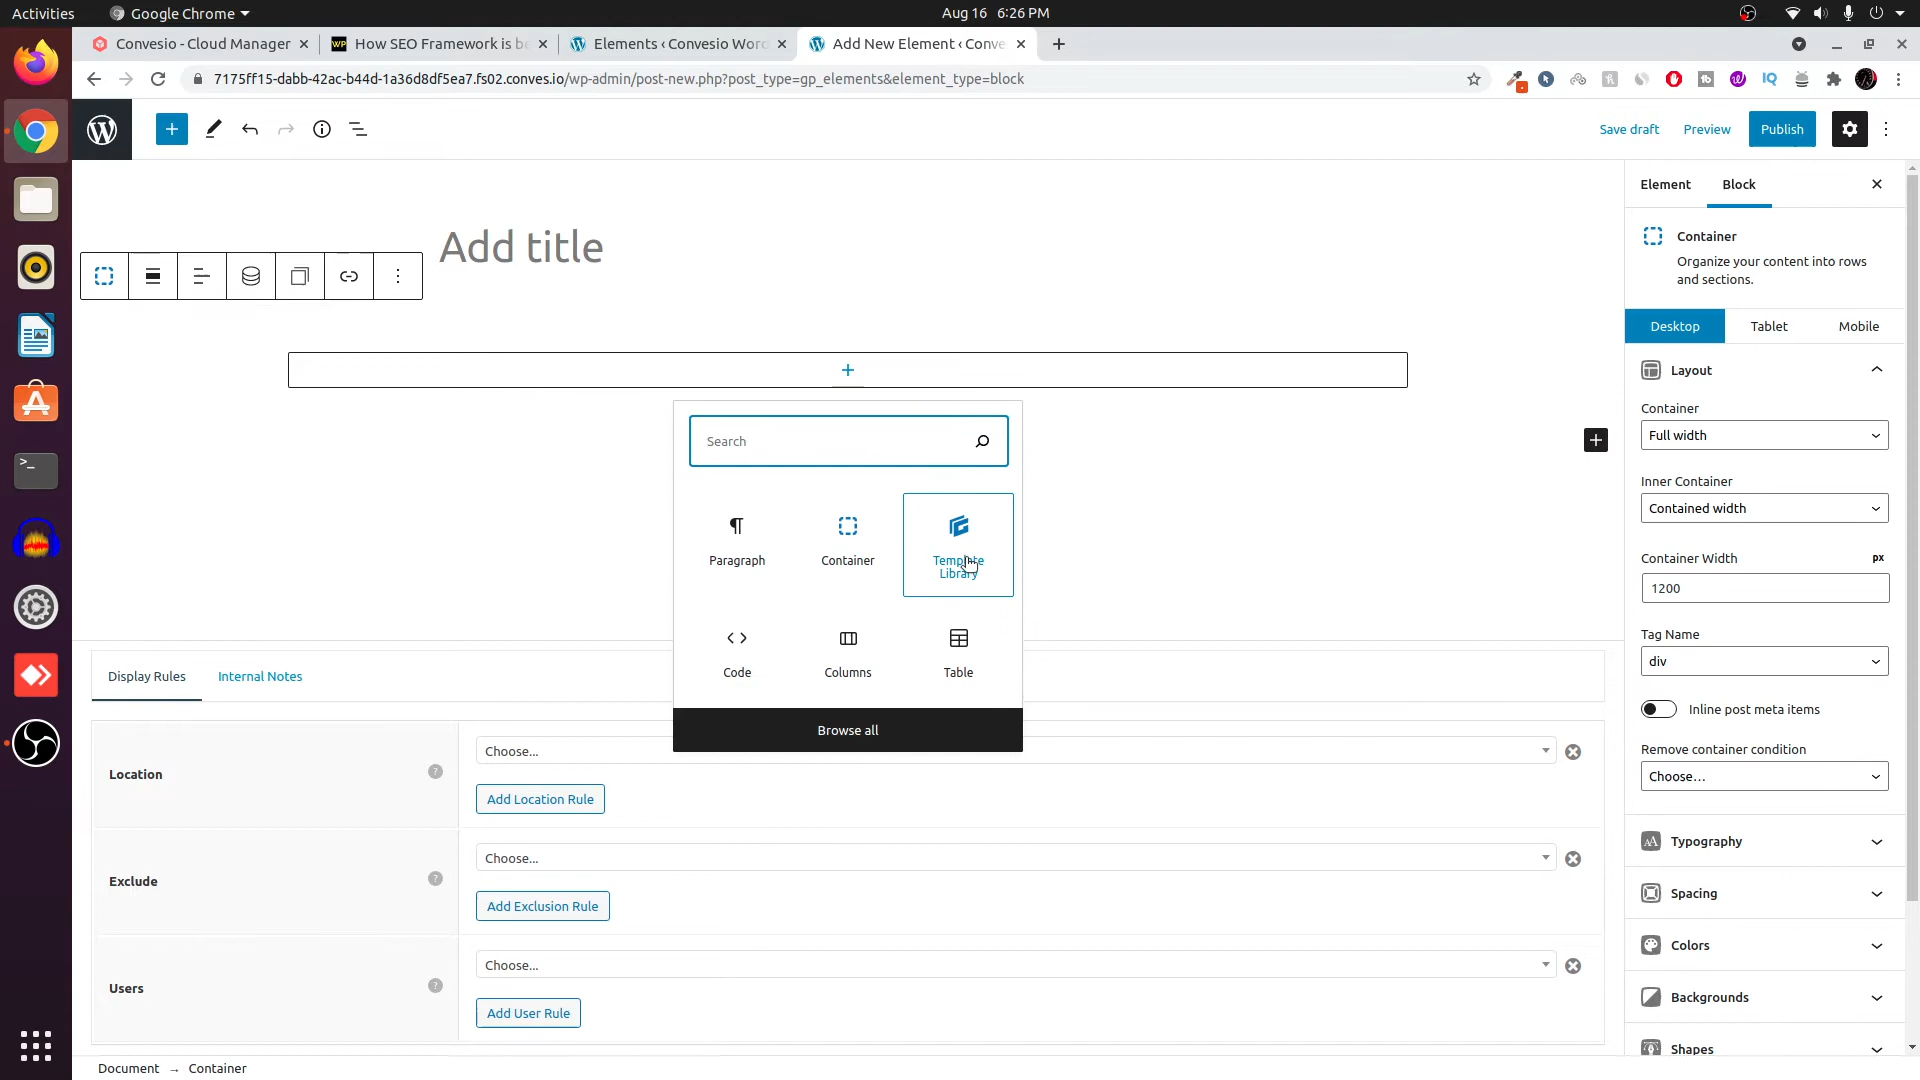 Activities
Google Chrome
Aug 16 6:26 PM
Convesio - Cloud Manager
How SEO Framework is be
Elements ‹ Convesio Word
Add New Element ‹ Conve
7175ff15-dabb-42ac-b44d-1a36d8df5ea7.fs02.conves.io/wp-admin/post-new.php?post_type=gp_elements&element_type=block
Save draft
Preview
Publish
Add title
Element
Block
Container
Organize your content into rows
and sections.
Desktop
Tablet
Mobile
Layout
Container
Full width
Inner Container
Contained width
Container Width
px
1200
Tag Name
div
Inline post meta items
Remove container condition
Choose...
Typography
Spacing
Colors
Backgrounds
Shapes
Search
Paragraph
Container
Template
Library
Code
Columns
Table
Browse all
Display Rules
Internal Notes
Location
Choose...
Add Location Rule
Exclude
Choose...
Add Exclusion Rule
Users
Choose...
Add User Rule
Document → Container